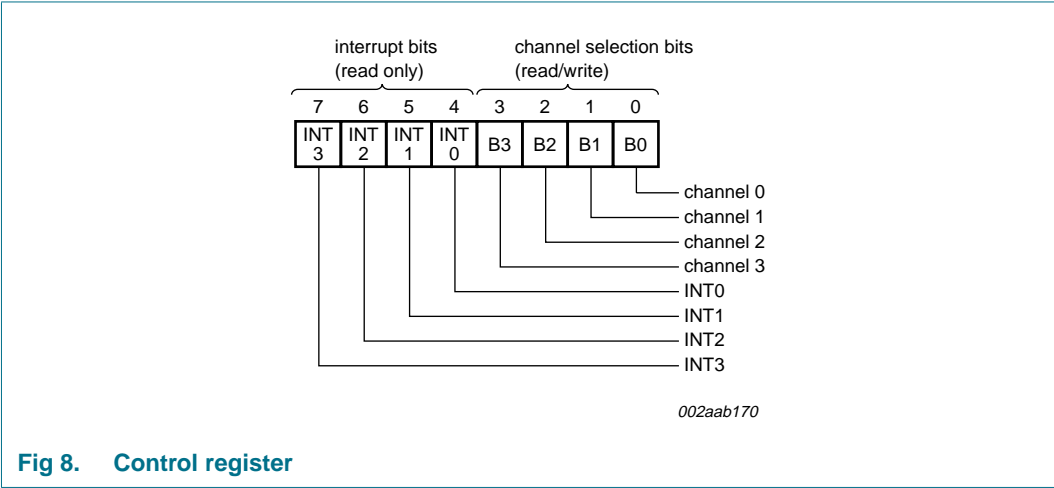 interrupt bits channel selection bits
(read only) (read/write)
7 6 5 4 3 2 1 0
INT INT INT INT B3 B2 B1 B0
3 2 1 0
channel 0
channel 1
channel 2
channel 3
INT0
INT1
INT2
INT3
002aab170
Fig 8. Control register